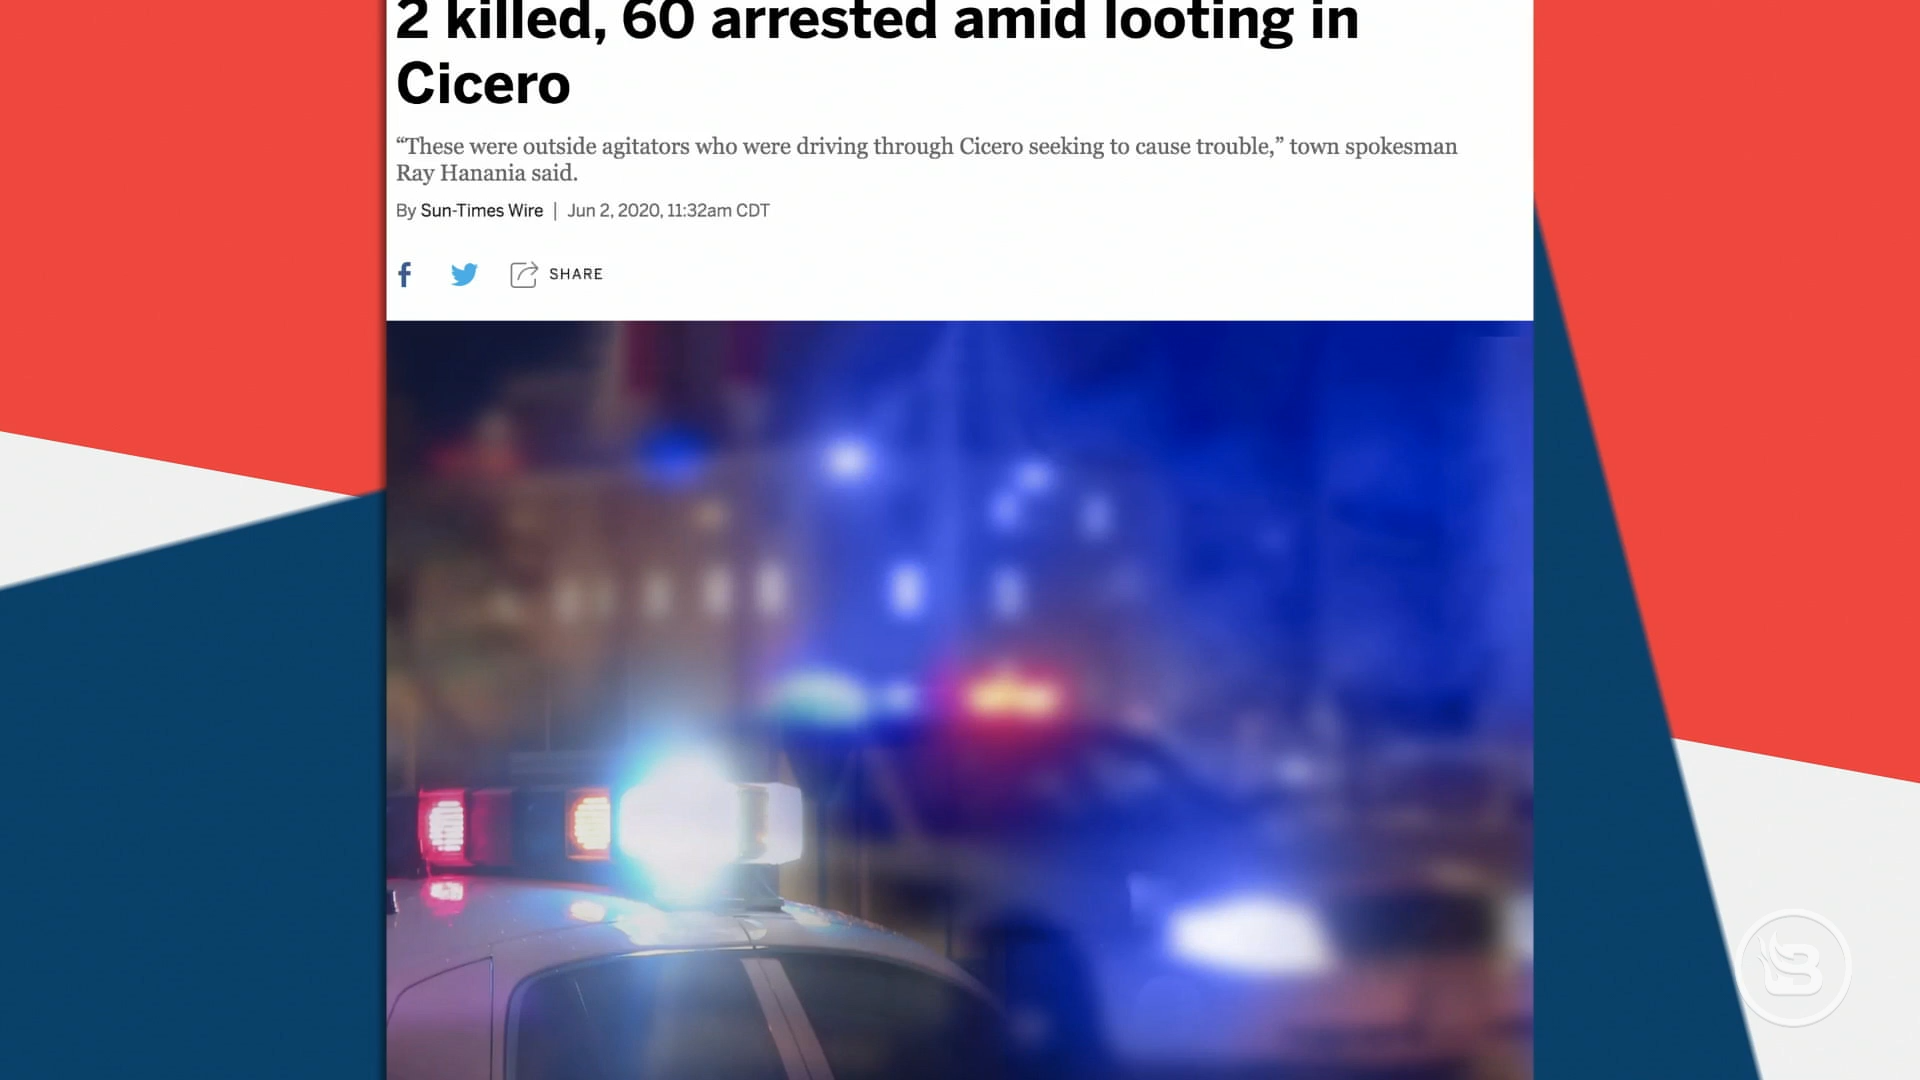 2 killed, 60 arrested amid looting in
Cicero
“These were outside agitators who were driving through Cicero seeking to cause trouble,” town spokesman
Ray Hanania said.
By Sun-Times Wire | Jun 2, 2020, 11:32am CDT
f SHARE
B